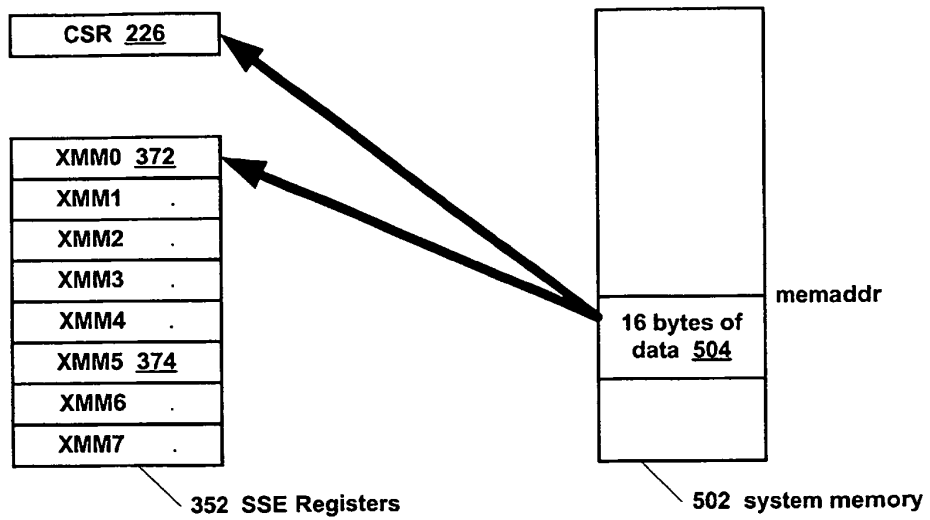 CSR 226
XMM0 372
XMM1 .
XMM2 .
XMM3 .
XMM4 .
XMM5 374
XMM6 .
XMM7 .
352 SSE Registers
memaddr
16 bytes of
data 504
502 system memory